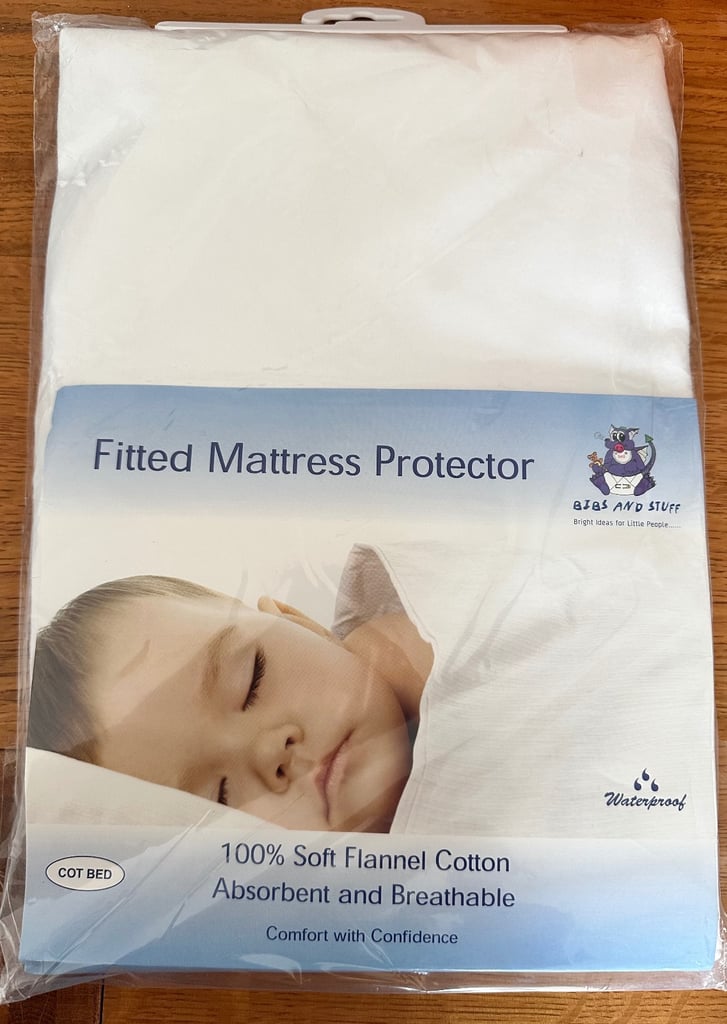 Fitted Mattress Protector
BIBS AND STUFF
Bright Ideas for Little People......
Waterproof
COT BED
100% Soft Flannel Cotton
Absorbent and Breathable
Comfort with Confidence